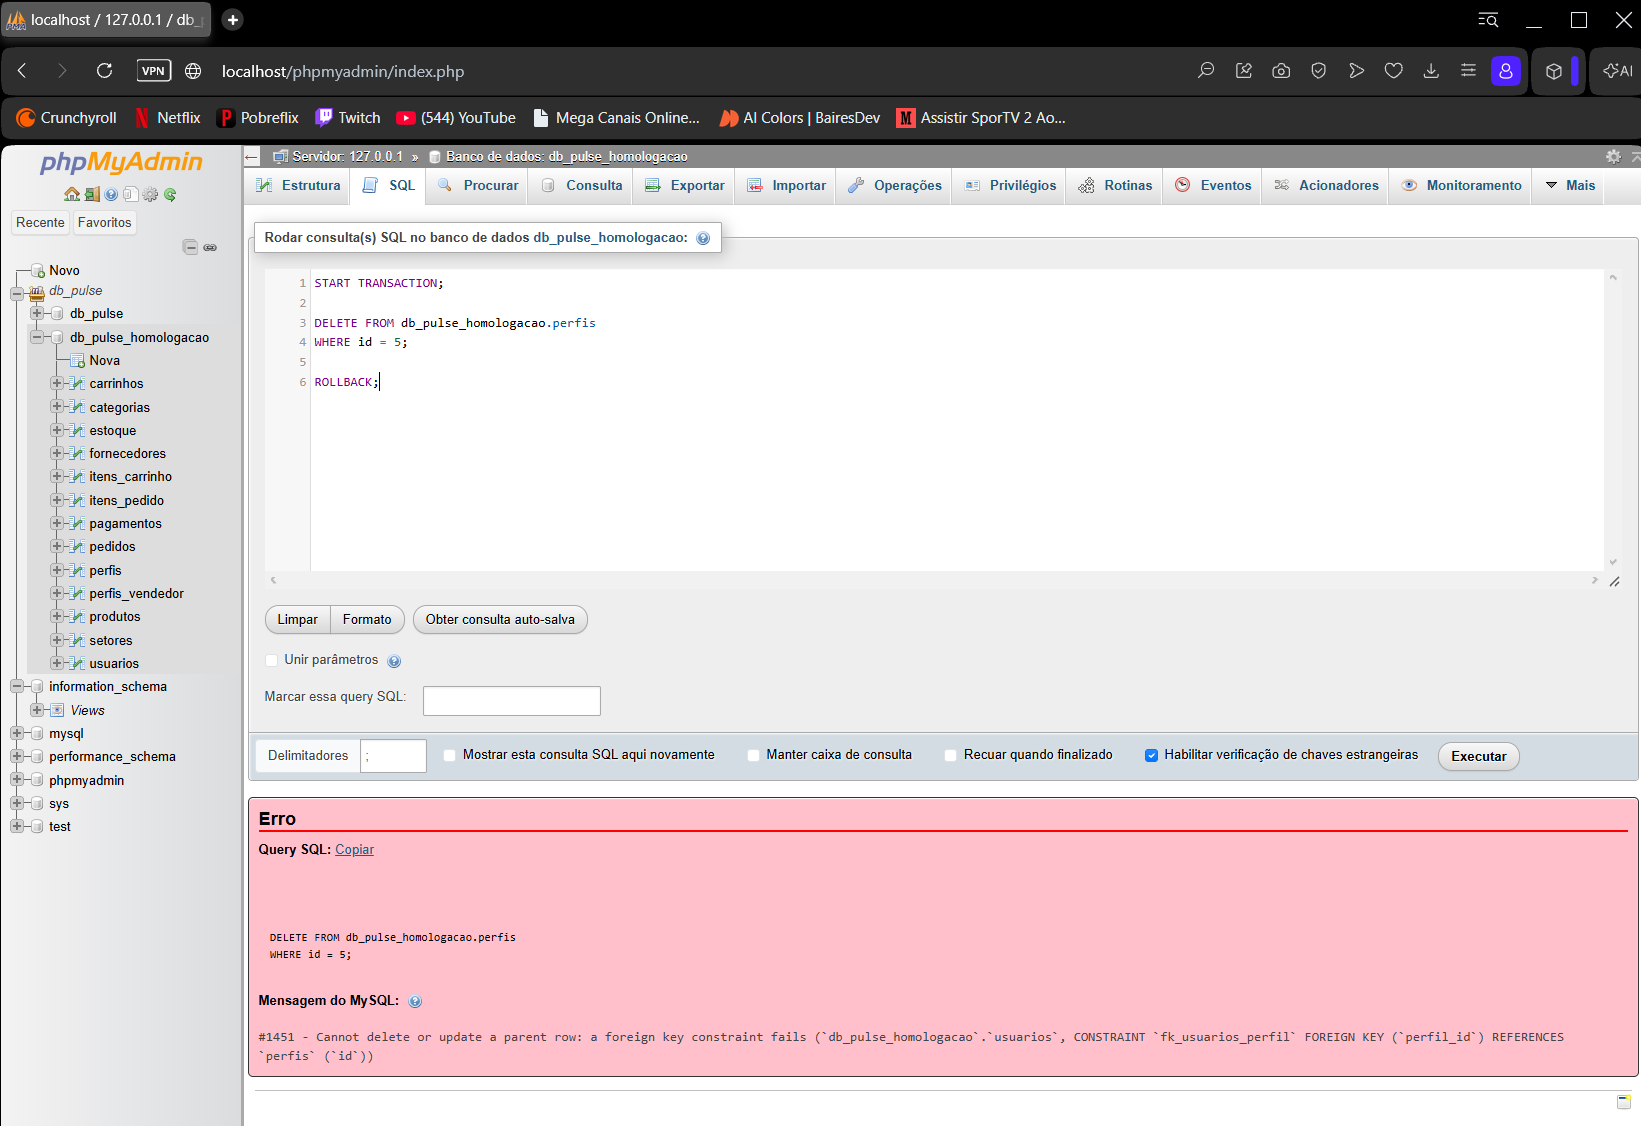 localhost / 127.0.0.1 / db_
VPN
localhost/phpmyadmin/index.php
AI
Crunchyroll
Netflix
Pobreflix
Twitch
(544) YouTube
Mega Canais Online...
AI Colors | BairesDev
Assistir SporTV 2 Ao...
phpMyAdmin
Recente
Favoritos
Novo
db_pulse
db_pulse
db_pulse_homologacao
Nova
carrinhos
categorias
estoque
fornecedores
itens_carrinho
itens_pedido
pagamentos
pedidos
perfis
perfis_vendedor
produtos
setores
usuarios
information_schema
Views
mysql
performance_schema
phpmyadmin
sys
test
Servidor: 127.0.0.1 » Banco de dados: db_pulse_homologacao
Estrutura
SQL
Procurar
Consulta
Exportar
Importar
Operações
Privilégios
Rotinas
Eventos
Acionadores
Monitoramento
Mais
Rodar consulta(s) SQL no banco de dados db_pulse_homologacao:
1 START TRANSACTION;
2
3 DELETE FROM db_pulse_homologacao.perfis
4 WHERE id = 5;
5
6 ROLLBACK;
Limpar
Formato
Obter consulta auto-salva
Unir parâmetros
Marcar essa query SQL:
Delimitadores ;
Mostrar esta consulta SQL aqui novamente
Manter caixa de consulta
Recuar quando finalizado
Habilitar verificação de chaves estrangeiras
Executar
Erro
Query SQL: Copiar
DELETE FROM db_pulse_homologacao.perfis
WHERE id = 5;
Mensagem do MySQL:
#1451 - Cannot delete or update a parent row: a foreign key constraint fails (`db_pulse_homologacao`.`usuarios`, CONSTRAINT `fk_usuarios_perfil` FOREIGN KEY (`perfil_id`) REFERENCES
`perfis` (`id`))